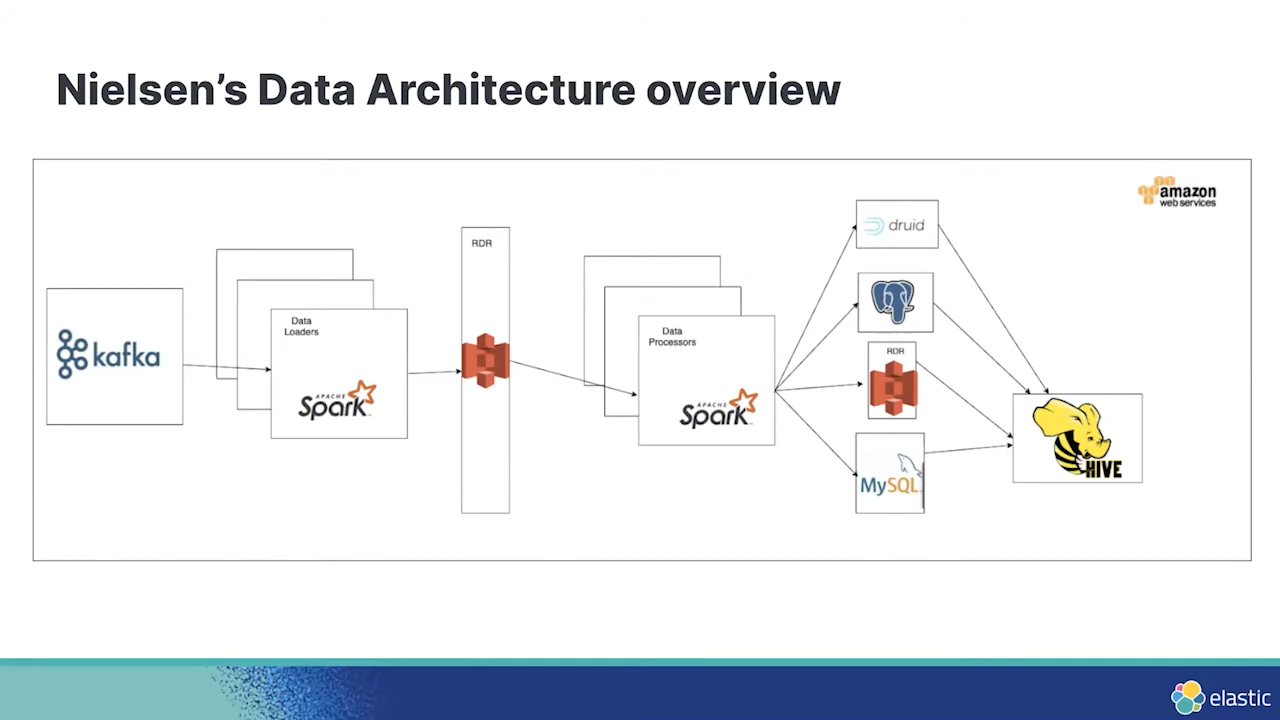 Nielsen's Data Architecture overview
amazon
web services
kafka
Data
Loaders
APACHE
Spark
RDR
Data
Processors
APACHE
Spark
druid
RDR
MySQL
HIVE
elastic